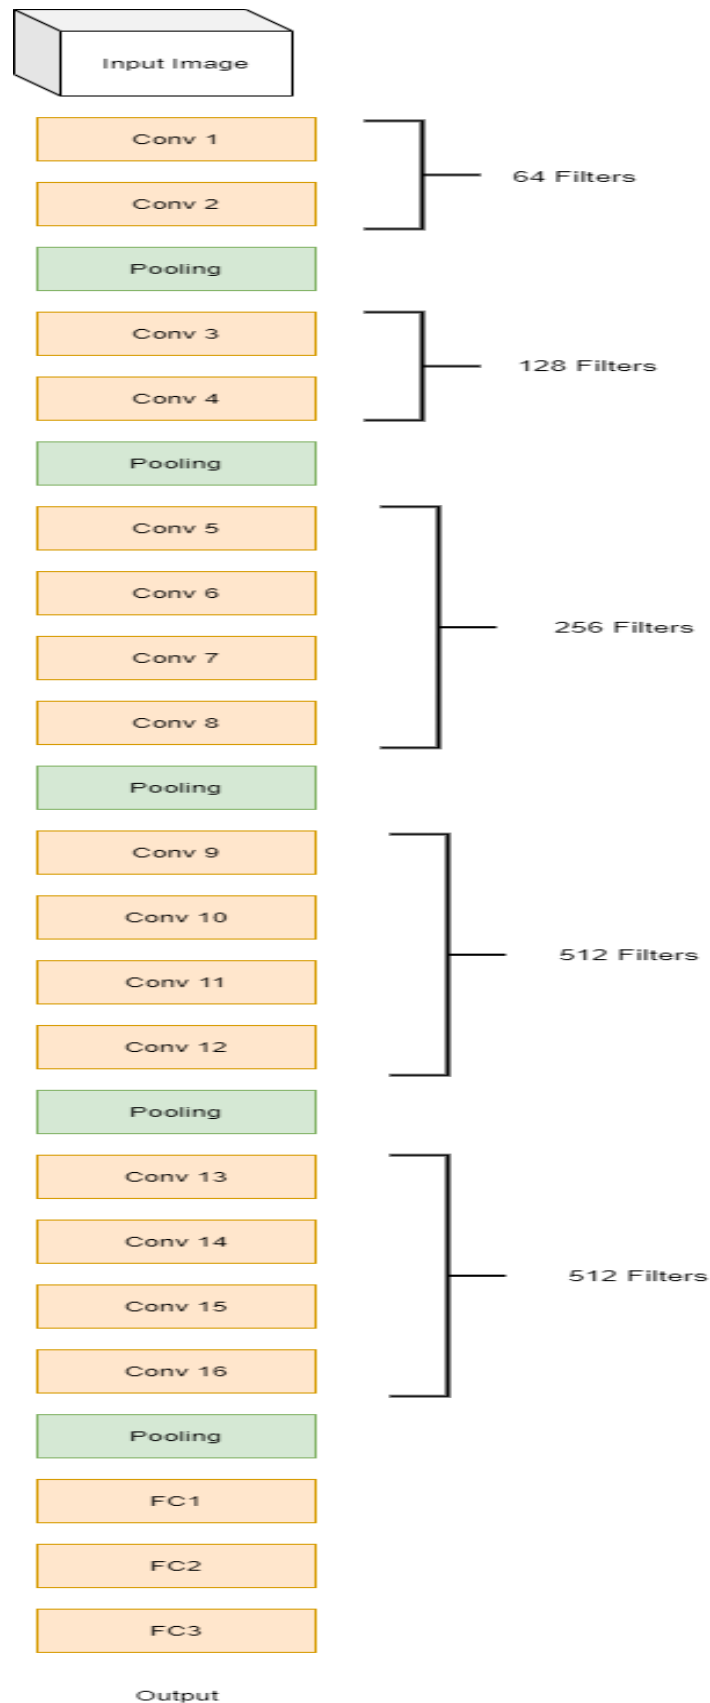 Input Image
Conv 1
64 Filters
Conv 2
Pooling
Conv 3
128 Filters
Conv 4
Pooling
Conv 5
Conv 6
256 Filters
Conv 7
Conv 8
Pooling
Conv 9
Conv 10
512 Filters
Conv 11
Conv 12
Pooling
Conv 13
Conv 14
512 Filters
Conv 15
Conv 16
Pooling
FC1
FC2
FC3
Output